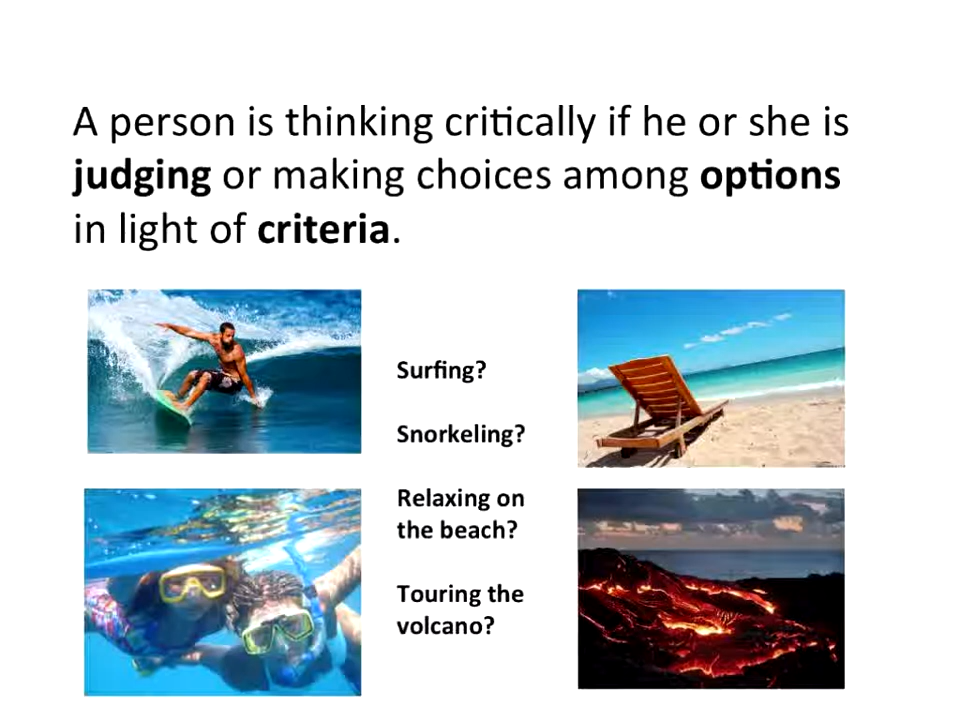 A person is thinking critically if he or she is
judging or making choices among options
in light of criteria.
Surfing?
Snorkeling?
Relaxing on
the beach?
Touring the
volcano?